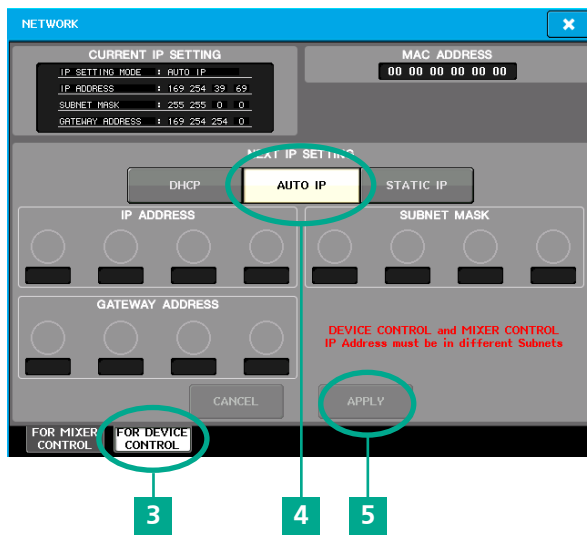 NETWORK
CURRENT IP SETTING
IP SETTING MODE : AUTO IP
IP ADDRESS : 169 254 39 69
SUBNET MASK : 255 255 0 0
GATEWAY ADDRESS : 169 254 254 0
MAC ADDRESS
00 00 00 00 00 00
NEXT IP SETTING
DHCP AUTO IP STATIC IP
IP ADDRESS
SUBNET MASK
GATEWAY ADDRESS
DEVICE CONTROL and MIXER CONTROL
IP Address must be in different Subnets
CANCEL APPLY
FOR MIXER CONTROL
FOR DEVICE CONTROL
3 4 5